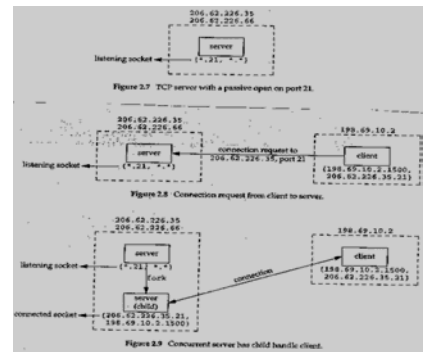 206.62.226.35
206.62.226.66
server
listening socket
{*.21, *.*}
Figure 2.7 TCP server with a passive open on port 21.
206.62.226.35
206.62.226.66
198.69.10.2
server
connection request to
206.62.226.35, port 21
client
listening socket
{*.21, *.*}
{198.69.10.2.1500,
206.62.226.35.21}
Figure 2.8 Connection request from client to server.
206.62.226.35
206.62.226.66
198.69.10.2
server
client
listening socket
{*.21, *.*}
fork
connection
{198.69.10.2.1500,
206.62.226.35.21}
server
(child)
connected socket
{206.62.226.35.21,
198.69.10.2.1500}
Figure 2.9 Concurrent server has child handle client.